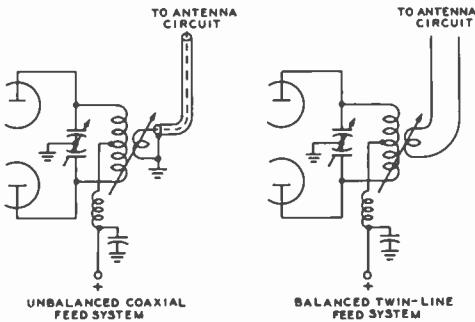 TO ANTENNA
CIRCUIT
+
UNBALANCED COAXIAL
FEED SYSTEM
TO ANTENNA
CIRCUIT
+
BALANCED TWIN-LINE
FEED SYSTEM